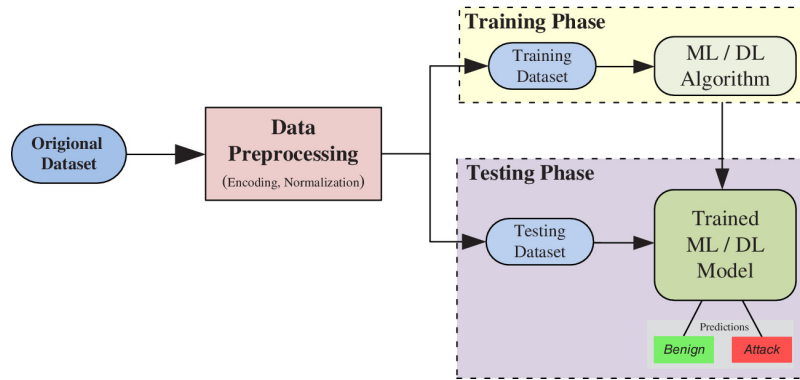 Training Phase
Training
Dataset
ML / DL
Algorithm
Origional
Dataset
Data
Preprocessing
(Encoding, Normalization)
Testing Phase
Testing
Dataset
Trained
ML / DL
Model
Predictions
Benign
Attack